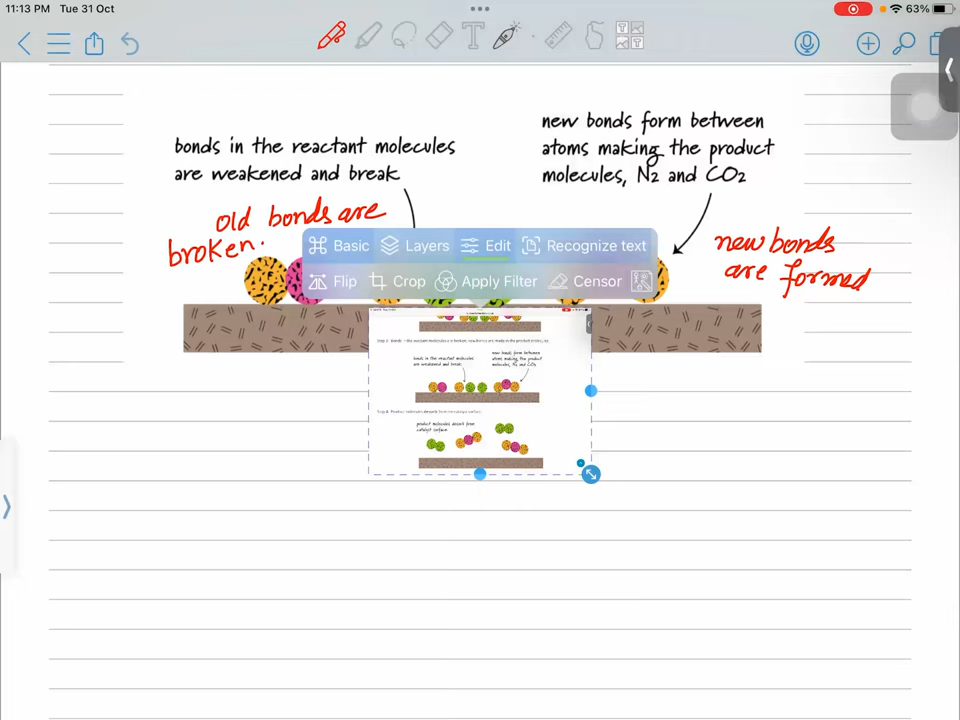 11:13 PM Tue 31 Oct
63%
new bonds form between
atoms making the product
molecules, N2 and CO2
bonds in the reactant molecules
are weakened and break
old bonds are
broken.
new bonds
are formed
Basic Layers Edit Recognize text
Flip Crop Apply Filter Censor
bonds in the reactant molecules
are weakened and break
new bonds form between
atoms making the product
molecules, N2 and CO2
product molecules desorb from
catalyst surface